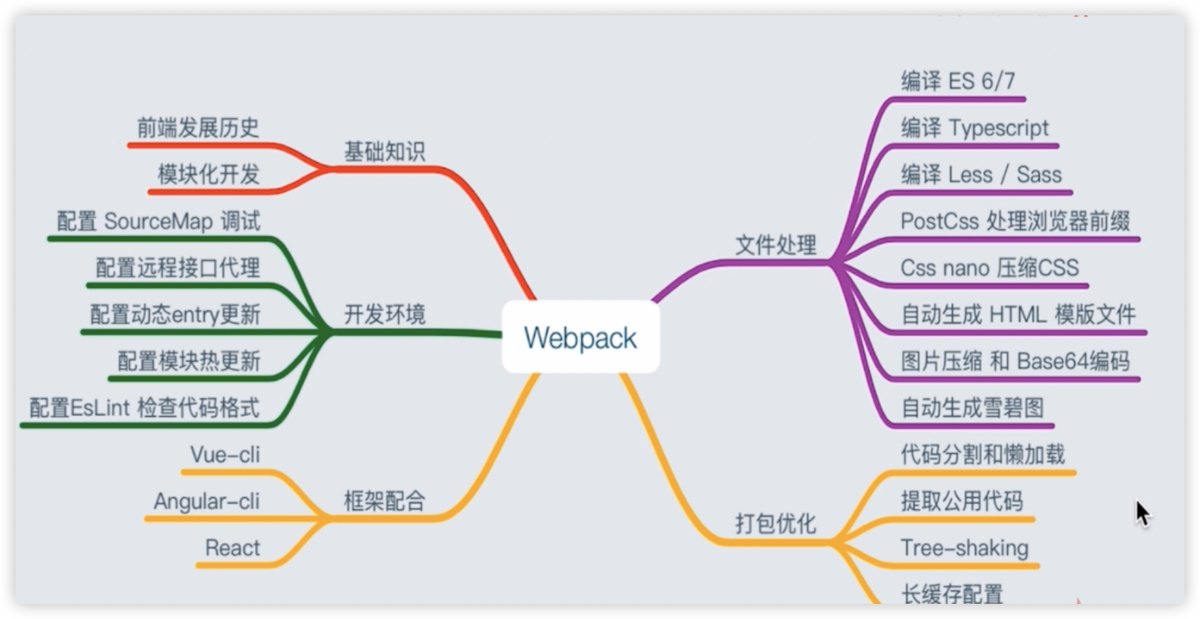 Webpack
基础知识
前端发展历史
模块化开发
开发环境
配置 SourceMap 调试
配置远程接口代理
配置动态entry更新
配置模块热更新
配置EsLint 检查代码格式
框架配合
Vue-cli
Angular-cli
React
文件处理
编译 ES 6/7
编译 Typescript
编译 Less / Sass
PostCss 处理浏览器前缀
Css nano 压缩CSS
自动生成 HTML 模版文件
图片压缩 和 Base64编码
自动生成雪碧图
打包优化
代码分割和懒加载
提取公用代码
Tree-shaking
长缓存配置